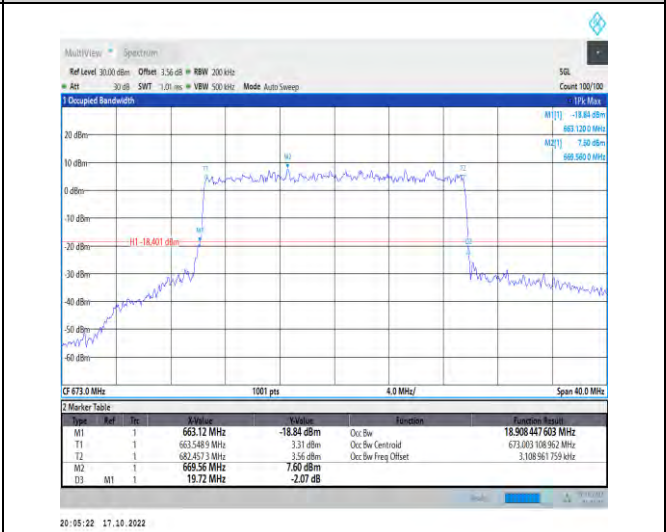 MultiView Spectrum
Ref Level 30.00 dBm Offset 3.56 dB RBW 200 kHz SGL
Att 30 dB SWT 1.01 ms VBW 500 kHz Mode Auto Sweep Count 100/100
1 Occupied Bandwidth 1Pk Max
M1[1] -18.84 dBm
663.120 0 MHz
M2[1] 7.60 dBm
669.560 0 MHz
20 dBm
10 dBm
M2
T1 T2
0 dBm
-10 dBm
M1
H1 -18.401 dBm
D3
-20 dBm
-30 dBm
-40 dBm
-50 dBm
-60 dBm
CF 673.0 MHz 1001 pts 4.0 MHz/ Span 40.0 MHz
2 Marker Table
Type Ref Trc X-Value Y-Value Function Function Result
M1 1 663.12 MHz -18.84 dBm Occ Bw 18.908 447 603 MHz
T1 1 663.548 9 MHz 3.31 dBm Occ Bw Centroid 673.003 108 962 MHz
T2 1 682.457 3 MHz 3.56 dBm Occ Bw Freq Offset 3.108 961 759 kHz
M2 1 669.56 MHz 7.60 dBm
D3 M1 1 19.72 MHz -2.07 dB
20:05:22 17.10.2022